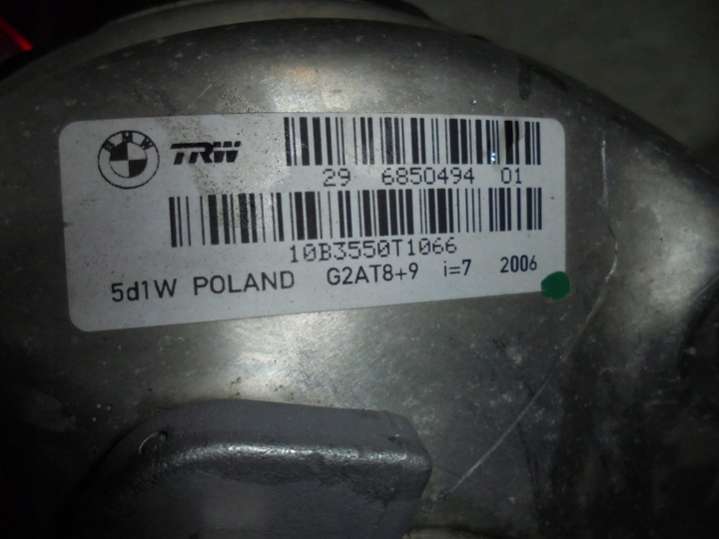 BMW TRW
29 6850494 01
10B3550T1066
5d1W POLAND G2AT8+9 i=7 2006